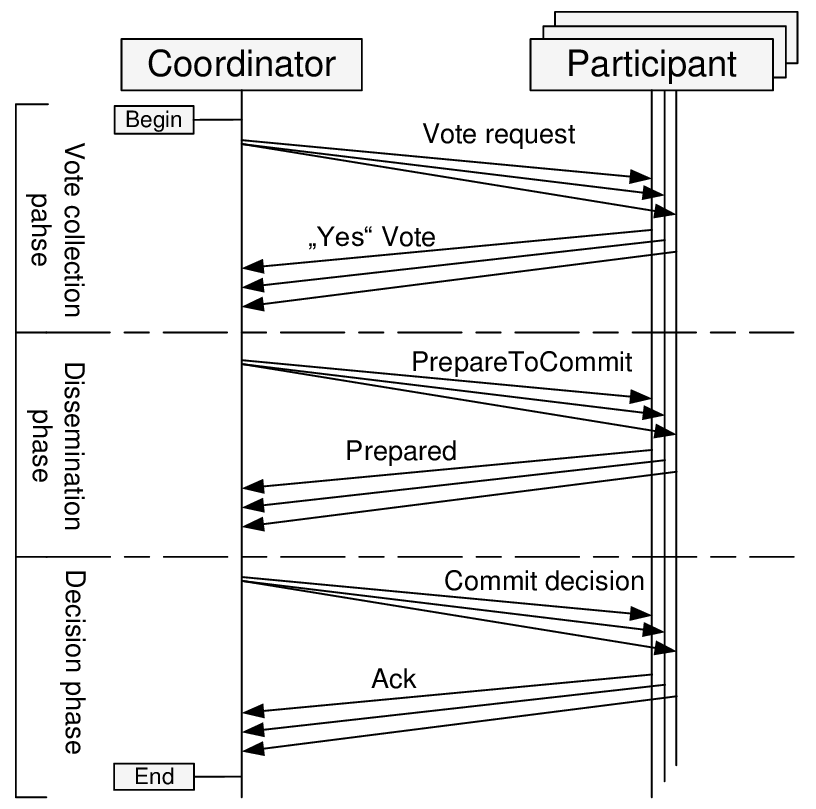 Coordinator
Participant
Begin
Vote request
Vote collection
pahse
„Yes“ Vote
PrepareToCommit
Dissemination
phase
Prepared
Commit decision
Decision phase
Ack
End